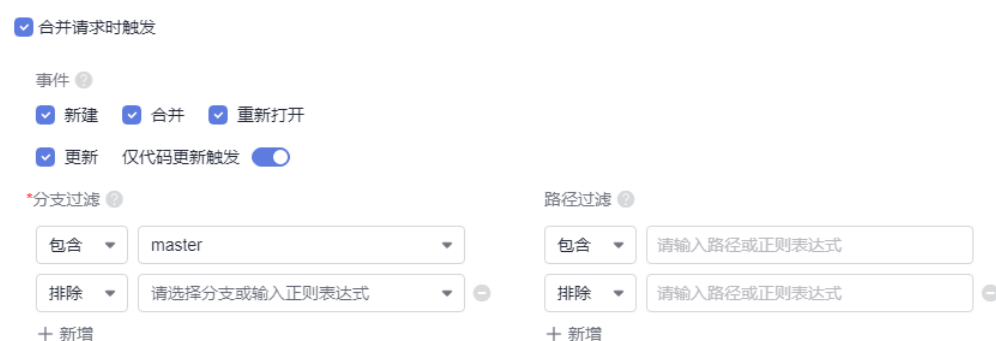 合并请求时触发
事件 ?
新建 合并 重新打开
更新 仅代码更新触发
*分支过滤 ? 路径过滤 ?
包含 master 包含 请输入路径或正则表达式
排除 请选择分支或输入正则表达式 排除 请输入路径或正则表达式
+ 新增 + 新增